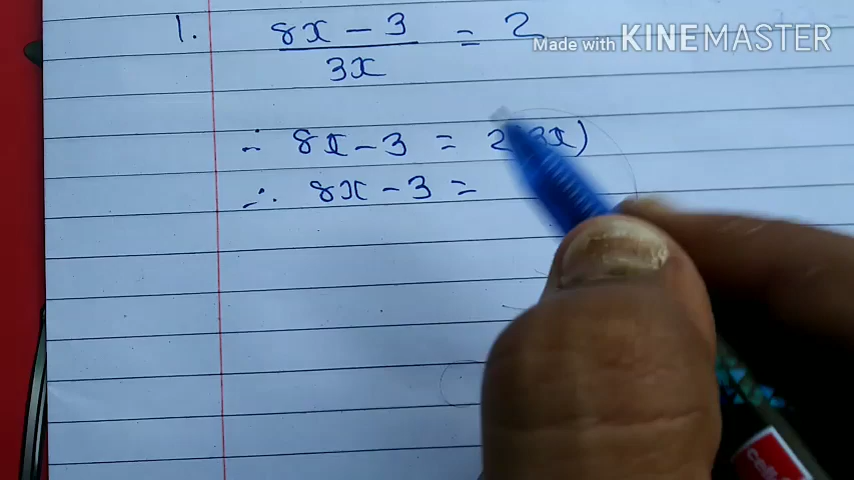 1. 8x - 3 / 3x = 2
Made with KINEMASTER
∴ 8x - 3 = 2(3x)
∴ 8x - 3 =